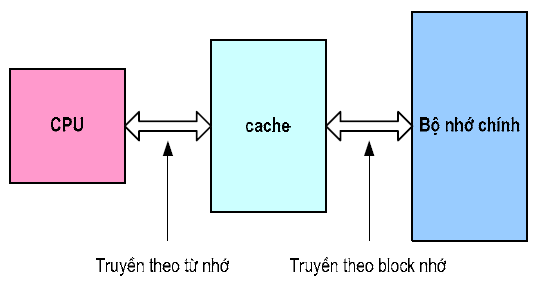 CPU
cache
Bộ nhớ chính
Truyền theo từ nhớ
Truyền theo block nhớ